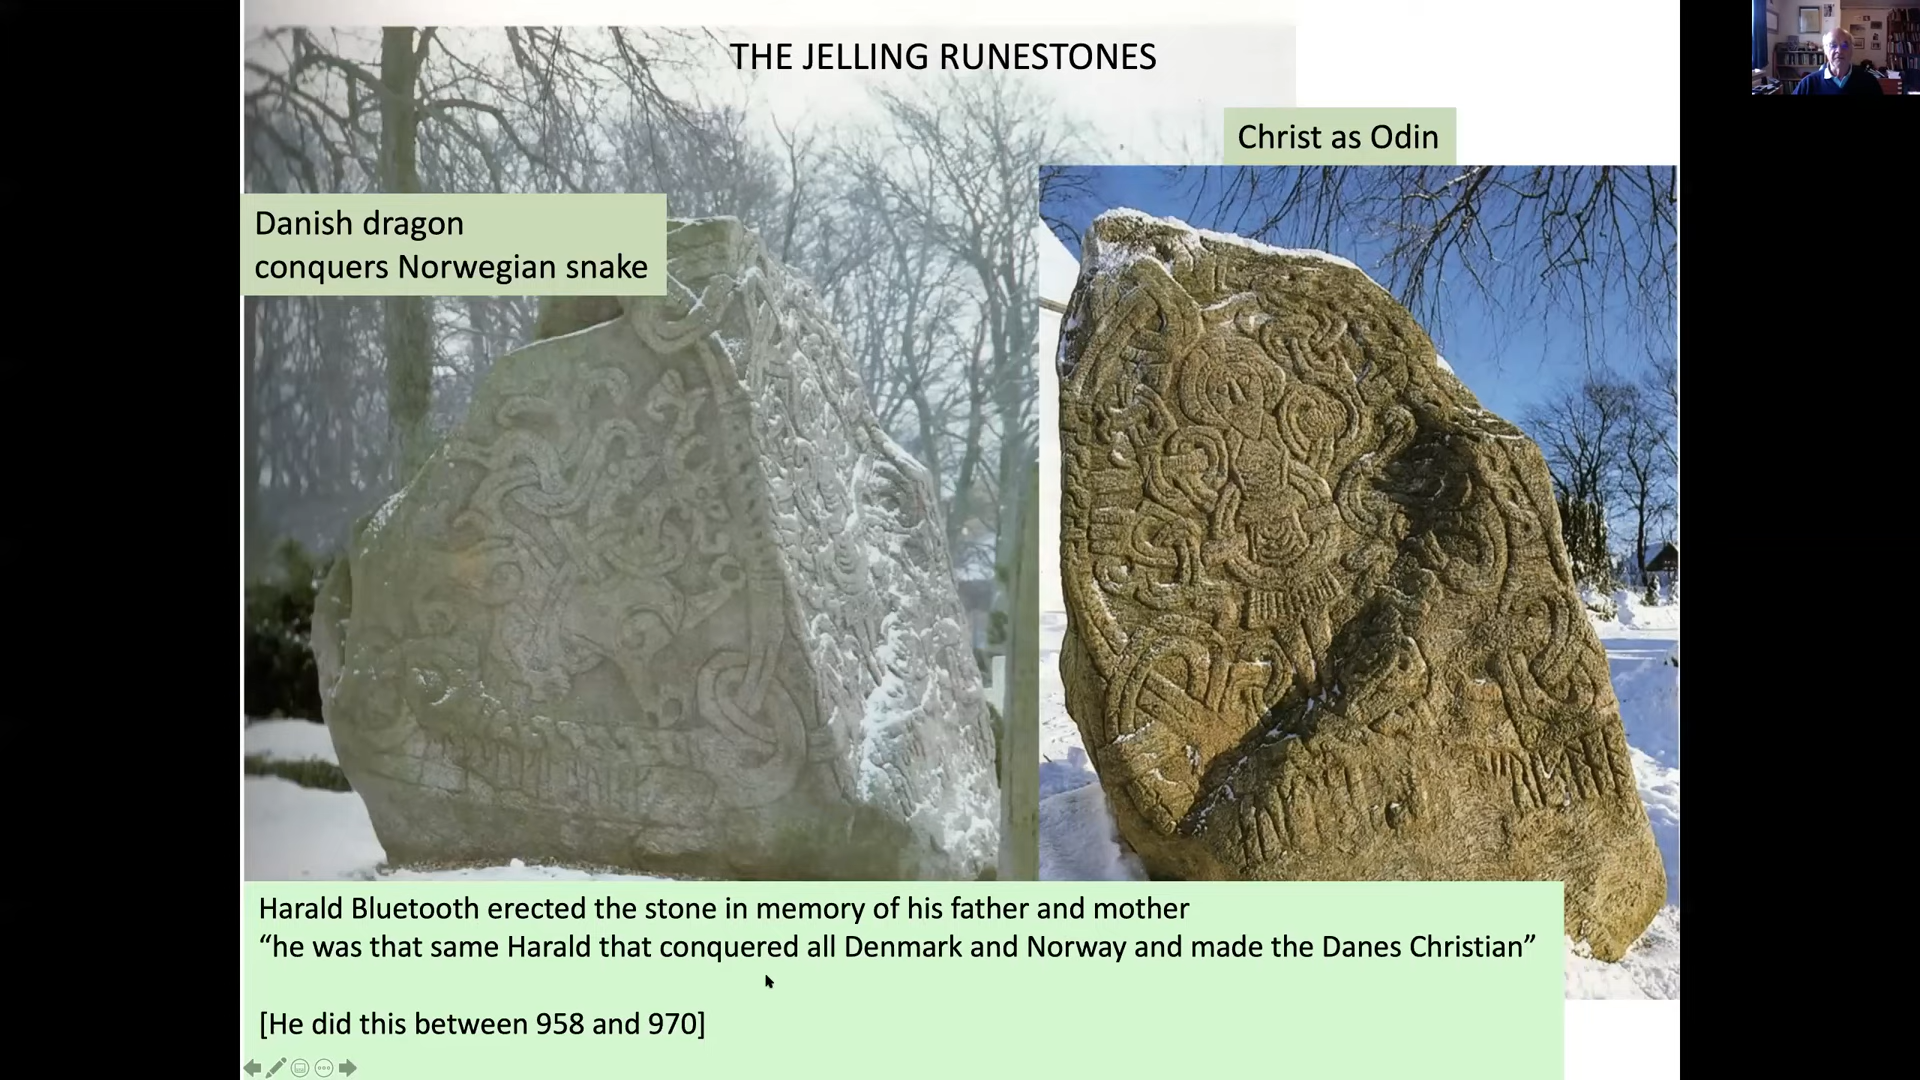 THE JELLING RUNESTONES
Christ as Odin
Danish dragon
conquers Norwegian snake
Harald Bluetooth erected the stone in memory of his father and mother
“he was that same Harald that conquered all Denmark and Norway and made the Danes Christian”
[He did this between 958 and 970]